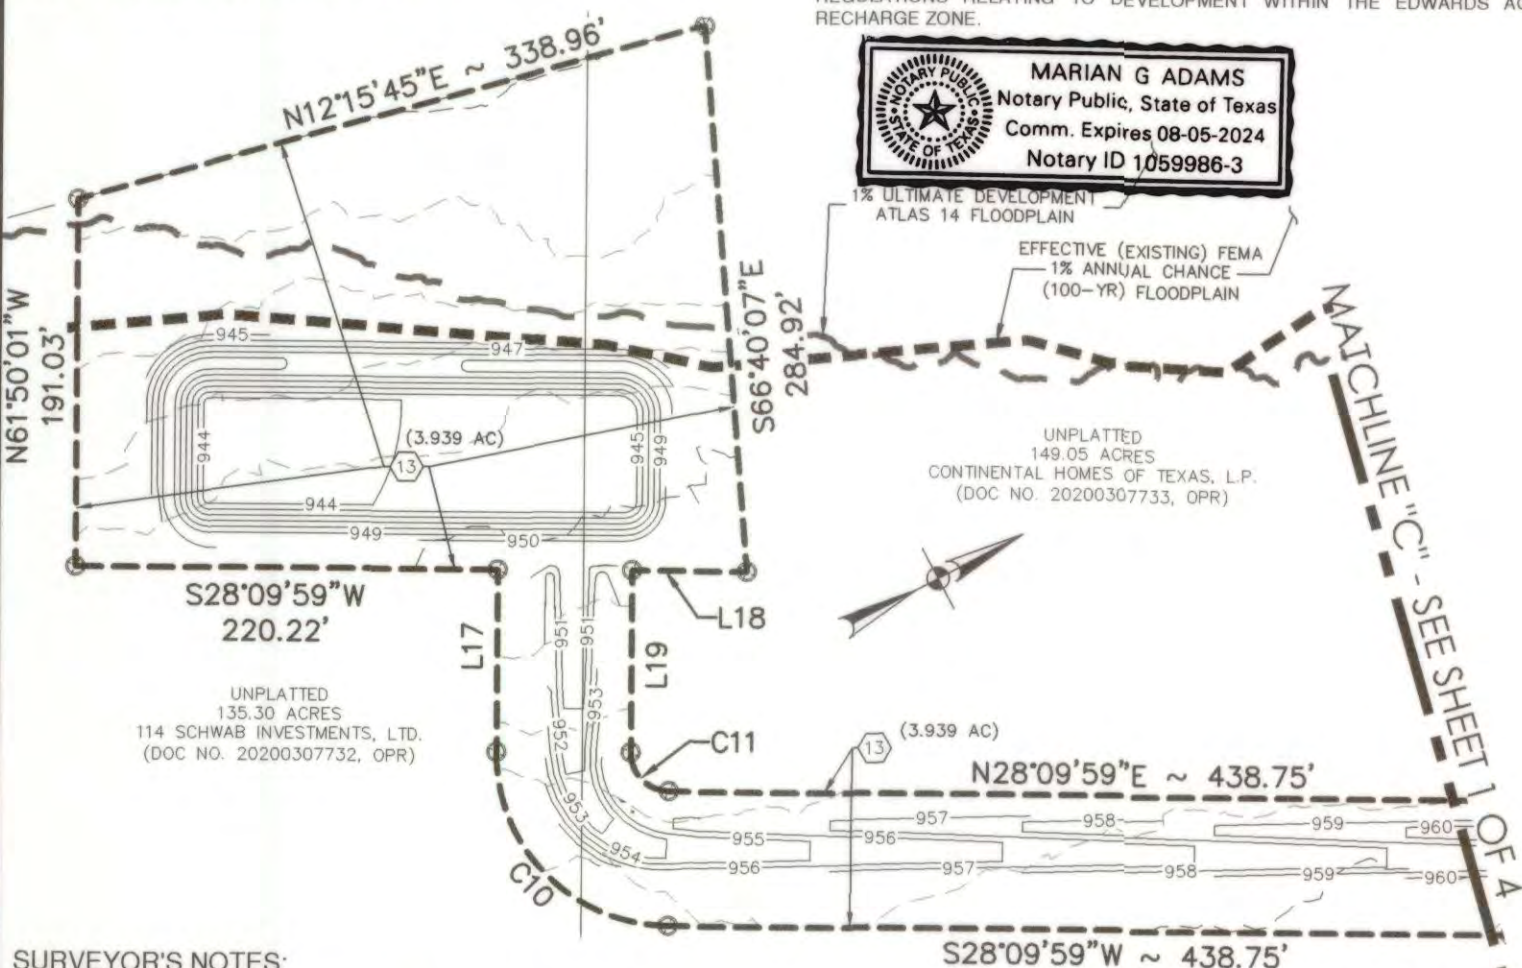 REGULATIONS RELATING TO DEVELOPMENT WITHIN THE EDWARDS
RECHARGE ZONE.
N12°15'45"E ~ 338.96'
NOTARY PUBLIC
STATE OF TEXAS
MARIAN G ADAMS
Notary Public, State of Texas
Comm. Expires 08-05-2024
Notary ID 1059986-3
1% ULTIMATE DEVELOPMENT
ATLAS 14 FLOODPLAIN
EFFECTIVE (EXISTING) FEMA
1% ANNUAL CHANCE
(100-YR) FLOODPLAIN
N61°50'01"W
191.03'
S66°40'07"E
284.92'
945
947
944
945
949
(3.939 AC)
13
944
949
950
UNPLATTED
149.05 ACRES
CONTINENTAL HOMES OF TEXAS, L.P.
(DOC NO. 20200307733, OPR)
MATCHLINE "C" - SEE SHEET 1 OF 4
S28°09'59"W
220.22'
L17
L18
L19
951
951
952
953
953
954
UNPLATTED
135.30 ACRES
114 SCHWAB INVESTMENTS, LTD.
(DOC NO. 20200307732, OPR)
C11
13
(3.939 AC)
N28°09'59"E ~ 438.75'
957
958
959
960
955
956
956
957
958
959
960
C10
S28°09'59"W ~ 438.75'
SURVEYOR'S NOTES: